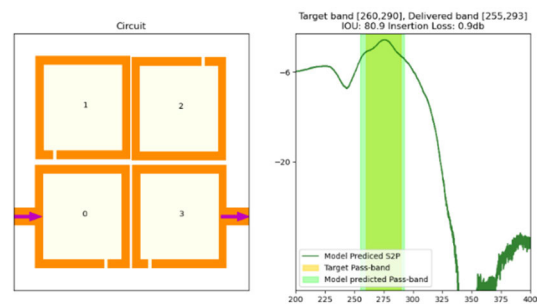 Circuit
1
2
0
3
Target band [260,290], Delivered band [255,293]
IOU: 80.9 Insertion Loss: 0.9db
−6
−20
Model Prediced S2P
Target Pass-band
Model predicted Pass-band
200 225 250 275 300 325 350 375 400